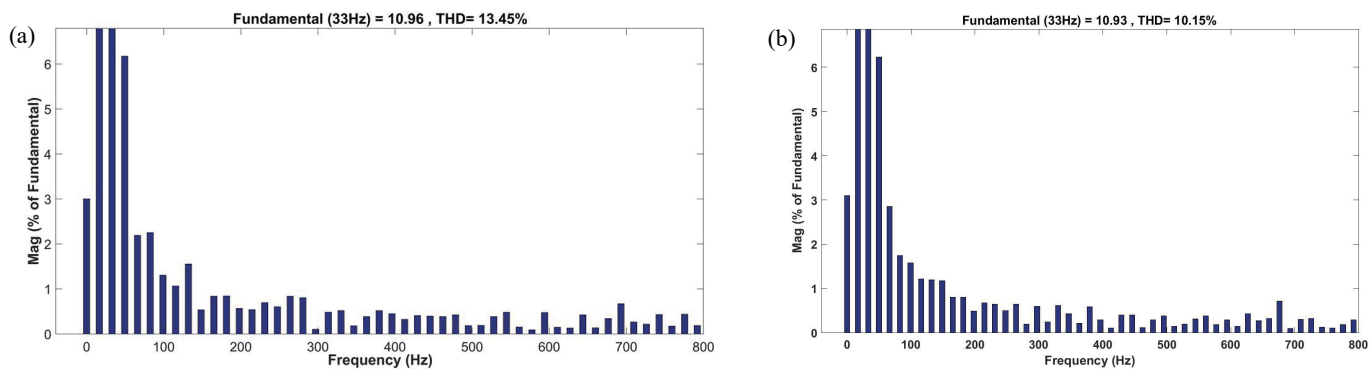 (a)
Fundamental (33Hz) = 10.96 , THD= 13.45%
Mag (% of Fundamental)
6
5
4
3
2
1
0
0 100 200 300 400 500 600 700 800
Frequency (Hz)
(b)
Fundamental (33Hz) = 10.93 , THD= 10.15%
Mag (% of Fundamental)
6
5
4
3
2
1
0
0 100 200 300 400 500 600 700 800
Frequency (Hz)